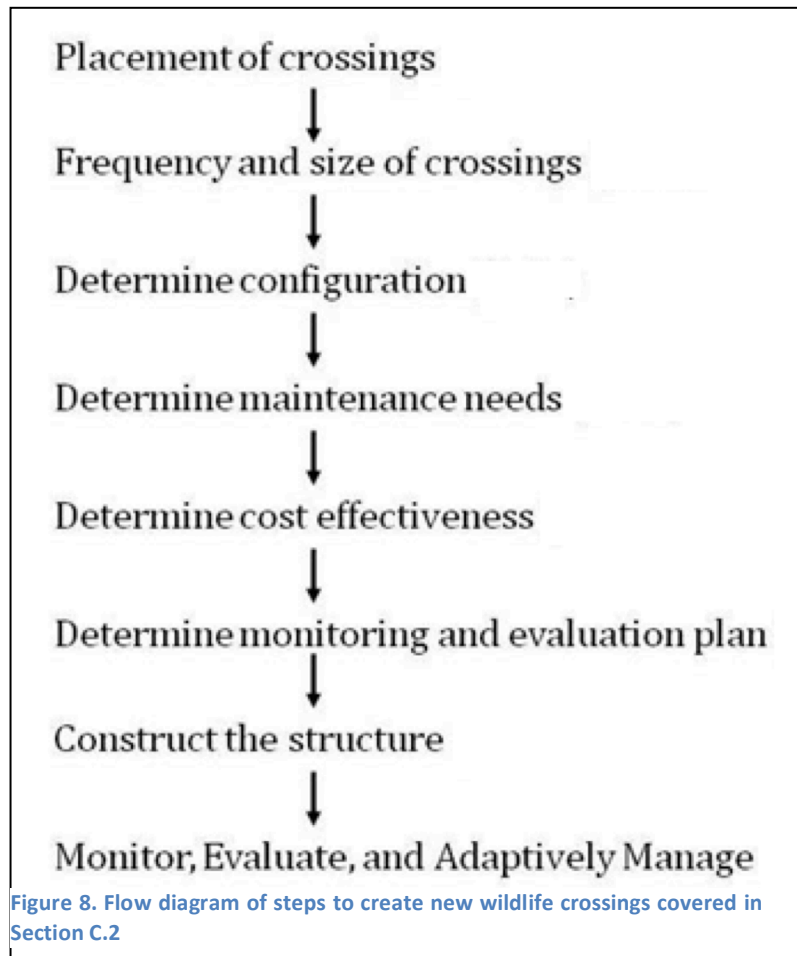 Placement of crossings
Frequency and size of crossings
Determine configuration
Determine maintenance needs
Determine cost effectiveness
Determine monitoring and evaluation plan
Construct the structure
Monitor, Evaluate, and Adaptively Manage
Figure 8. Flow diagram of steps to create new wildlife crossings covered in
Section C.2